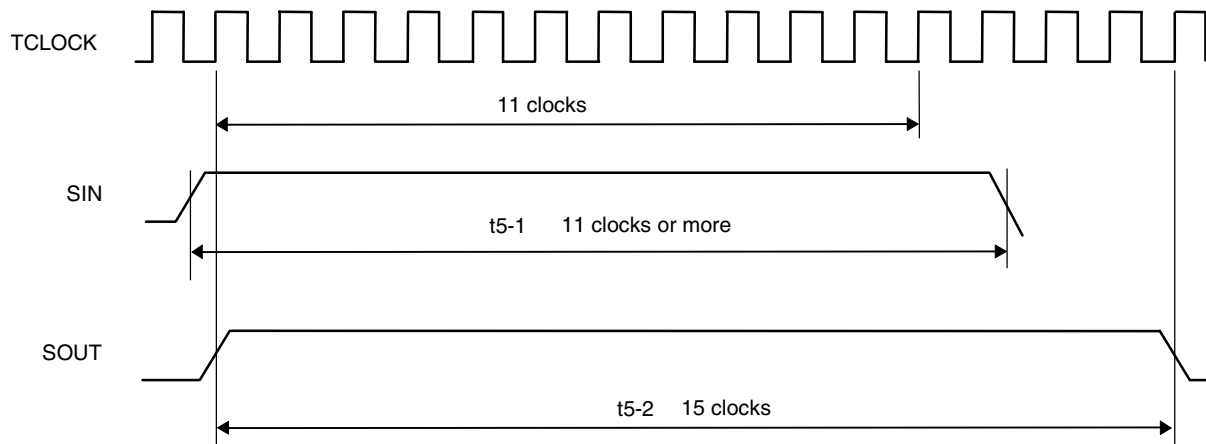 TCLOCK
11 clocks
SIN
t5-1 11 clocks or more
SOUT
t5-2 15 clocks